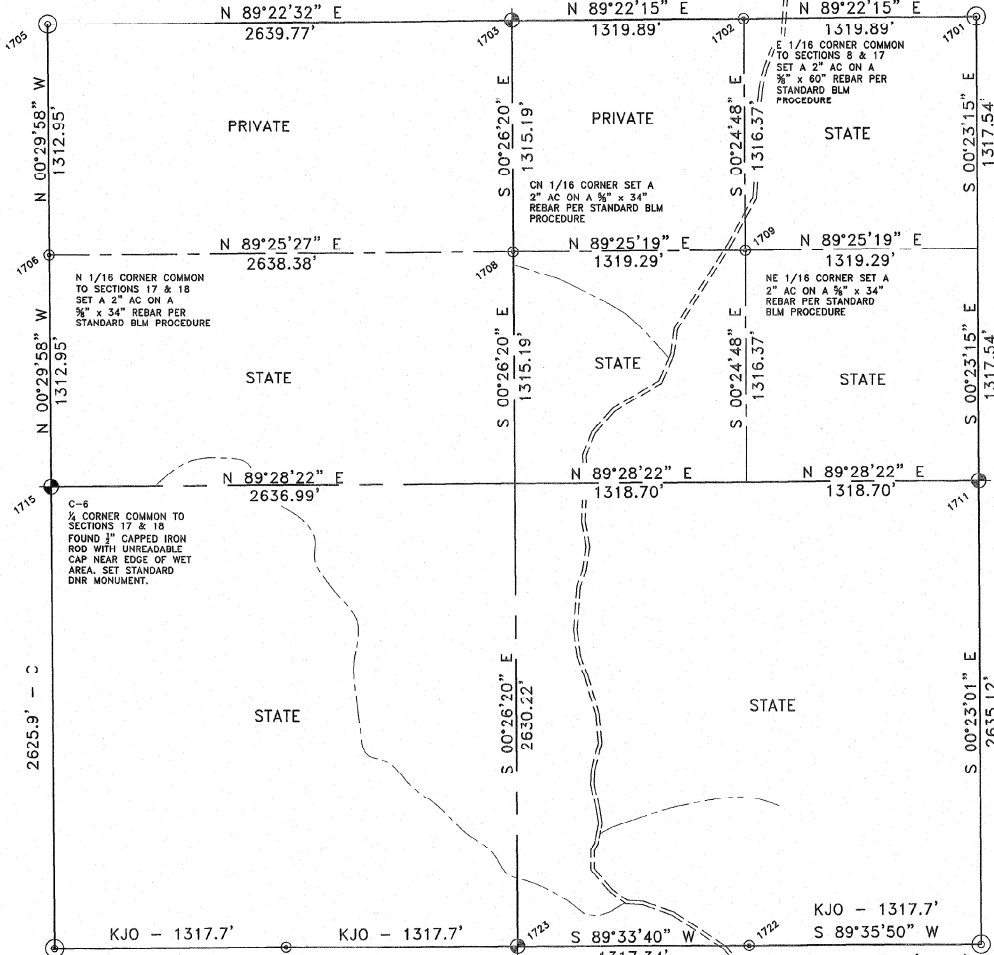 N 89°22'32" E
2639.77'
N 89°22'15" E
1319.89'
N 89°22'15" E
1319.89'
1705
1703
1702
1701
E 1/16 CORNER COMMON
TO SECTIONS 8 & 17
SET A 2" AC ON A
⅝" x 60" REBAR PER
STANDARD BLM
PROCEDURE
N 00°29'58" W
1312.95'
S 00°26'20" E
1315.19'
S 00°24'48" E
1316.37'
S 00°23'15" E
1317.54'
PRIVATE
PRIVATE
STATE
CN 1/16 CORNER SET A
2" AC ON A ⅝" x 34"
REBAR PER STANDARD BLM
PROCEDURE
N 89°25'27" E
2638.38'
N 89°25'19" E
1319.29'
N 89°25'19" E
1319.29'
1706
1708
1709
N 1/16 CORNER COMMON
TO SECTIONS 17 & 18
SET A 2" AC ON A
⅝" x 34" REBAR PER
STANDARD BLM PROCEDURE
NE 1/16 CORNER SET A
2" AC ON A ⅝" x 34"
REBAR PER STANDARD
BLM PROCEDURE
N 00°29'58" W
1312.95'
S 00°26'20" E
1315.19'
S 00°24'48" E
1316.37'
S 00°23'15" E
1317.54'
STATE
STATE
STATE
N 89°28'22" E
2636.99'
N 89°28'22" E
1318.70'
N 89°28'22" E
1318.70'
1715
1711
C-6
¼ CORNER COMMON TO
SECTIONS 17 & 18
FOUND ½" CAPPED IRON
ROD WITH UNREADABLE
CAP NEAR EDGE OF WET
AREA. SET STANDARD
DNR MONUMENT.
2625.9' - C
S 00°26'20" E
2630.22'
S 00°23'01" E
2635.12'
STATE
STATE
KJO - 1317.7'
KJO - 1317.7'
1723
S 89°33'40" W
1317.34'
1722
KJO - 1317.7'
S 89°35'50" W